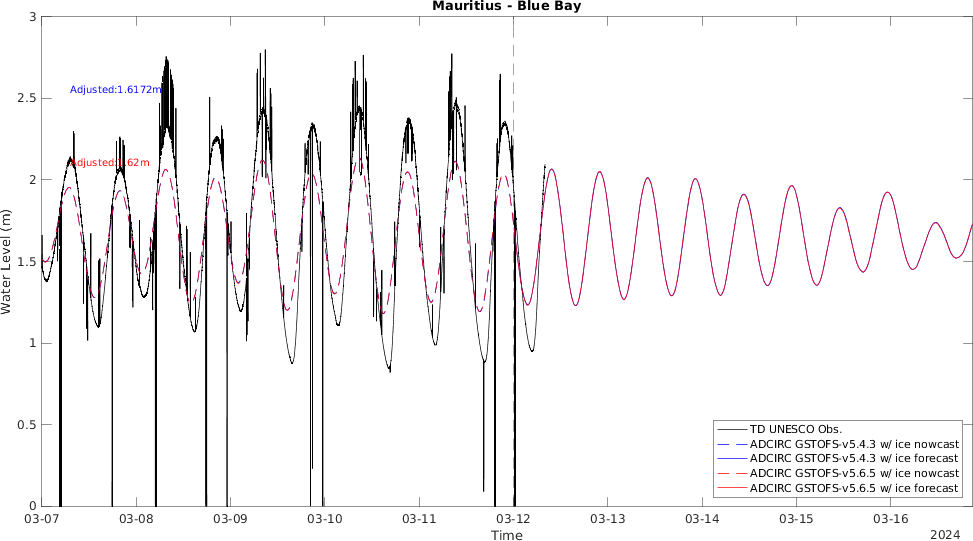 Mauritius - Blue Bay
Water Level (m)
3
2.5
2
1.5
1
0.5
0
Adjusted:1.6172m
Adjusted:1.62m
TD UNESCO Obs.
ADCIRC GSTOFS-v5.4.3 w/ ice nowcast
ADCIRC GSTOFS-v5.4.3 w/ ice forecast
ADCIRC GSTOFS-v5.6.5 w/ ice nowcast
ADCIRC GSTOFS-v5.6.5 w/ ice forecast
03-07 03-08 03-09 03-10 03-11 03-12 03-13 03-14 03-15 03-16
Time
2024